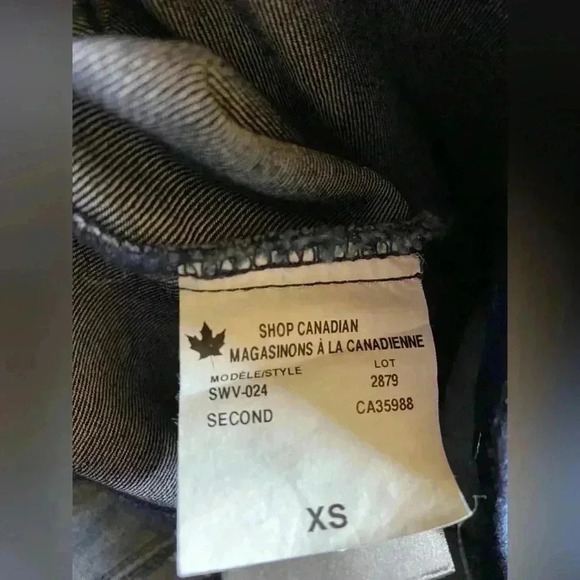 SHOP CANADIAN
MAGASINONS À LA CANADIENNE
MODÈLE/STYLE LOT
SWV-024 2879
SECOND CA35988
XS